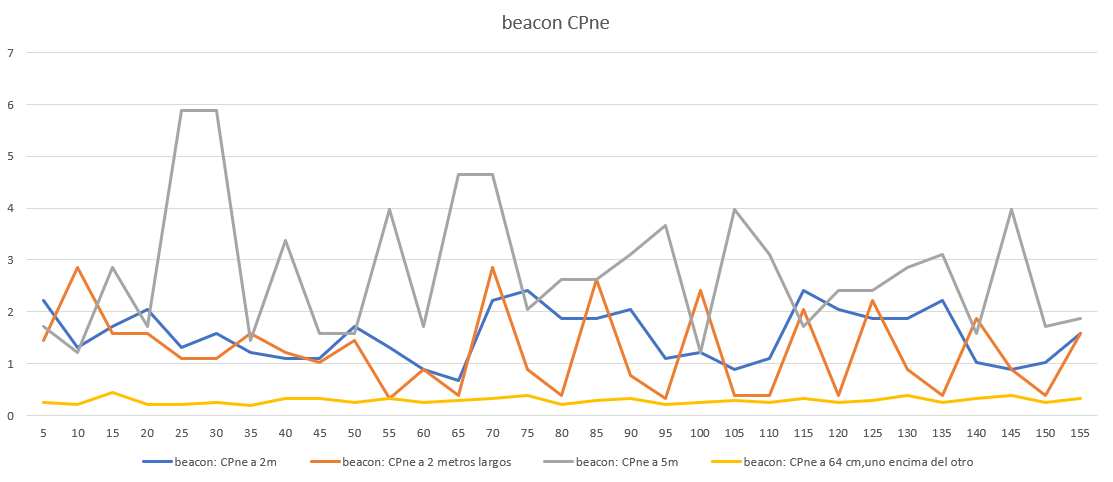 beacon CPne
7
6
5
4
3
2
1
0
5 10 15 20 25 30 35 40 45 50 55 60 65 70 75 80 85 90 95 100 105 110 115 120 125 130 135 140 145 150 155
beacon: CPne a 2m beacon: CPne a 2 metros largos beacon: CPne a 5m beacon: CPne a 64 cm,uno encima del otro